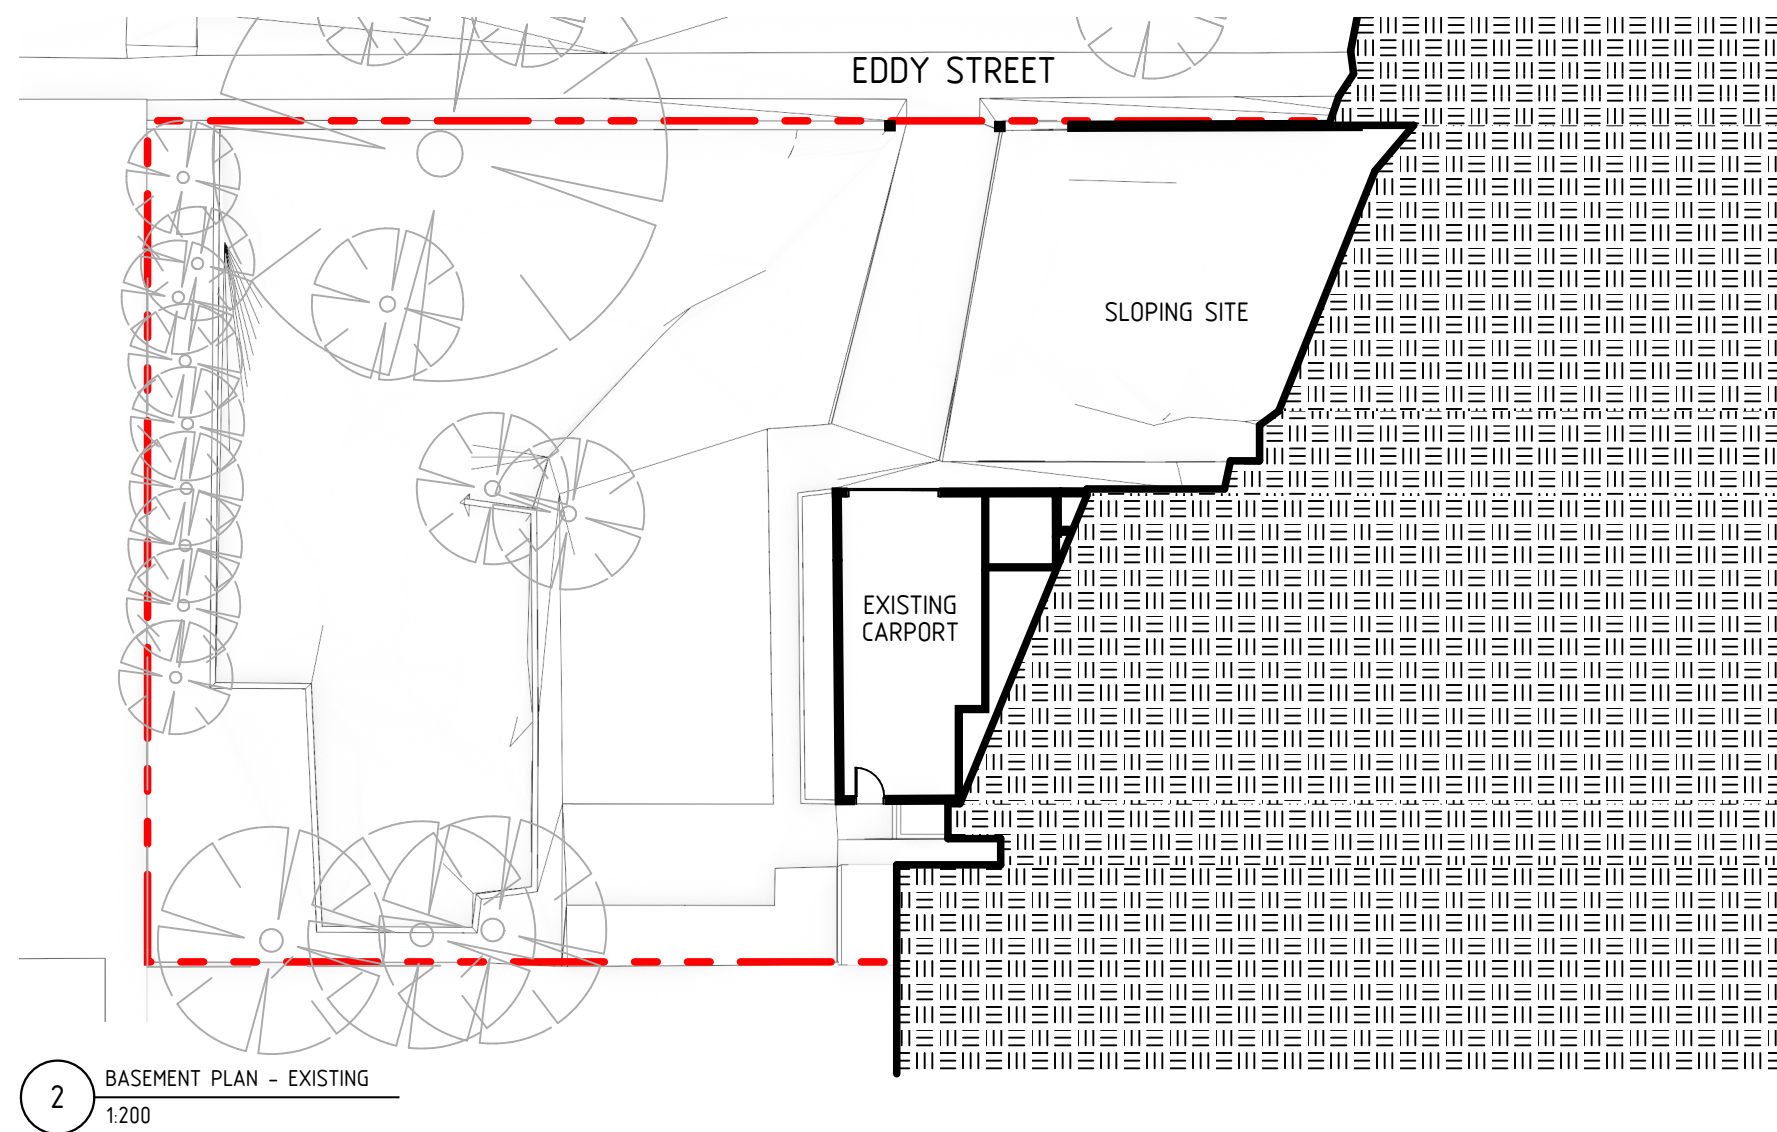 EDDY STREET
SLOPING SITE
EXISTING
CARPORT
2
BASEMENT PLAN - EXISTING
1:200